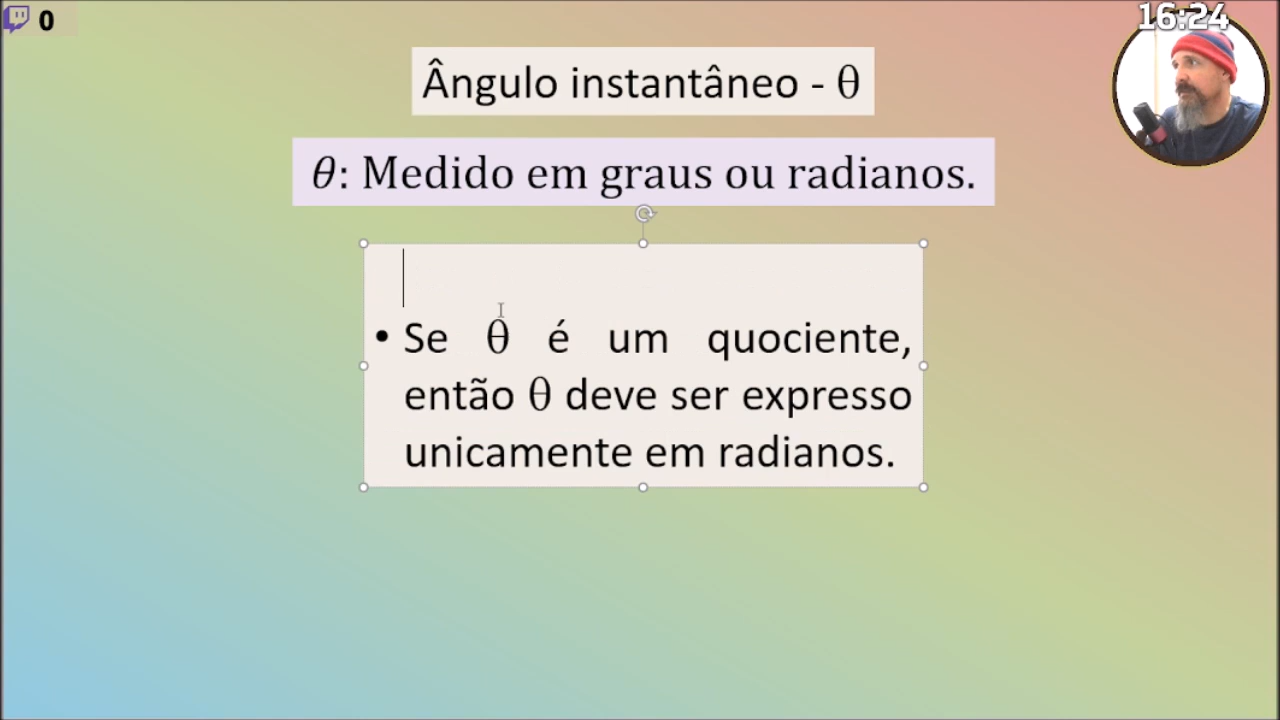 0
16:24
Ângulo instantâneo - θ
θ: Medido em graus ou radianos.
• Se θ é um quociente,
então θ deve ser expresso
unicamente em radianos.